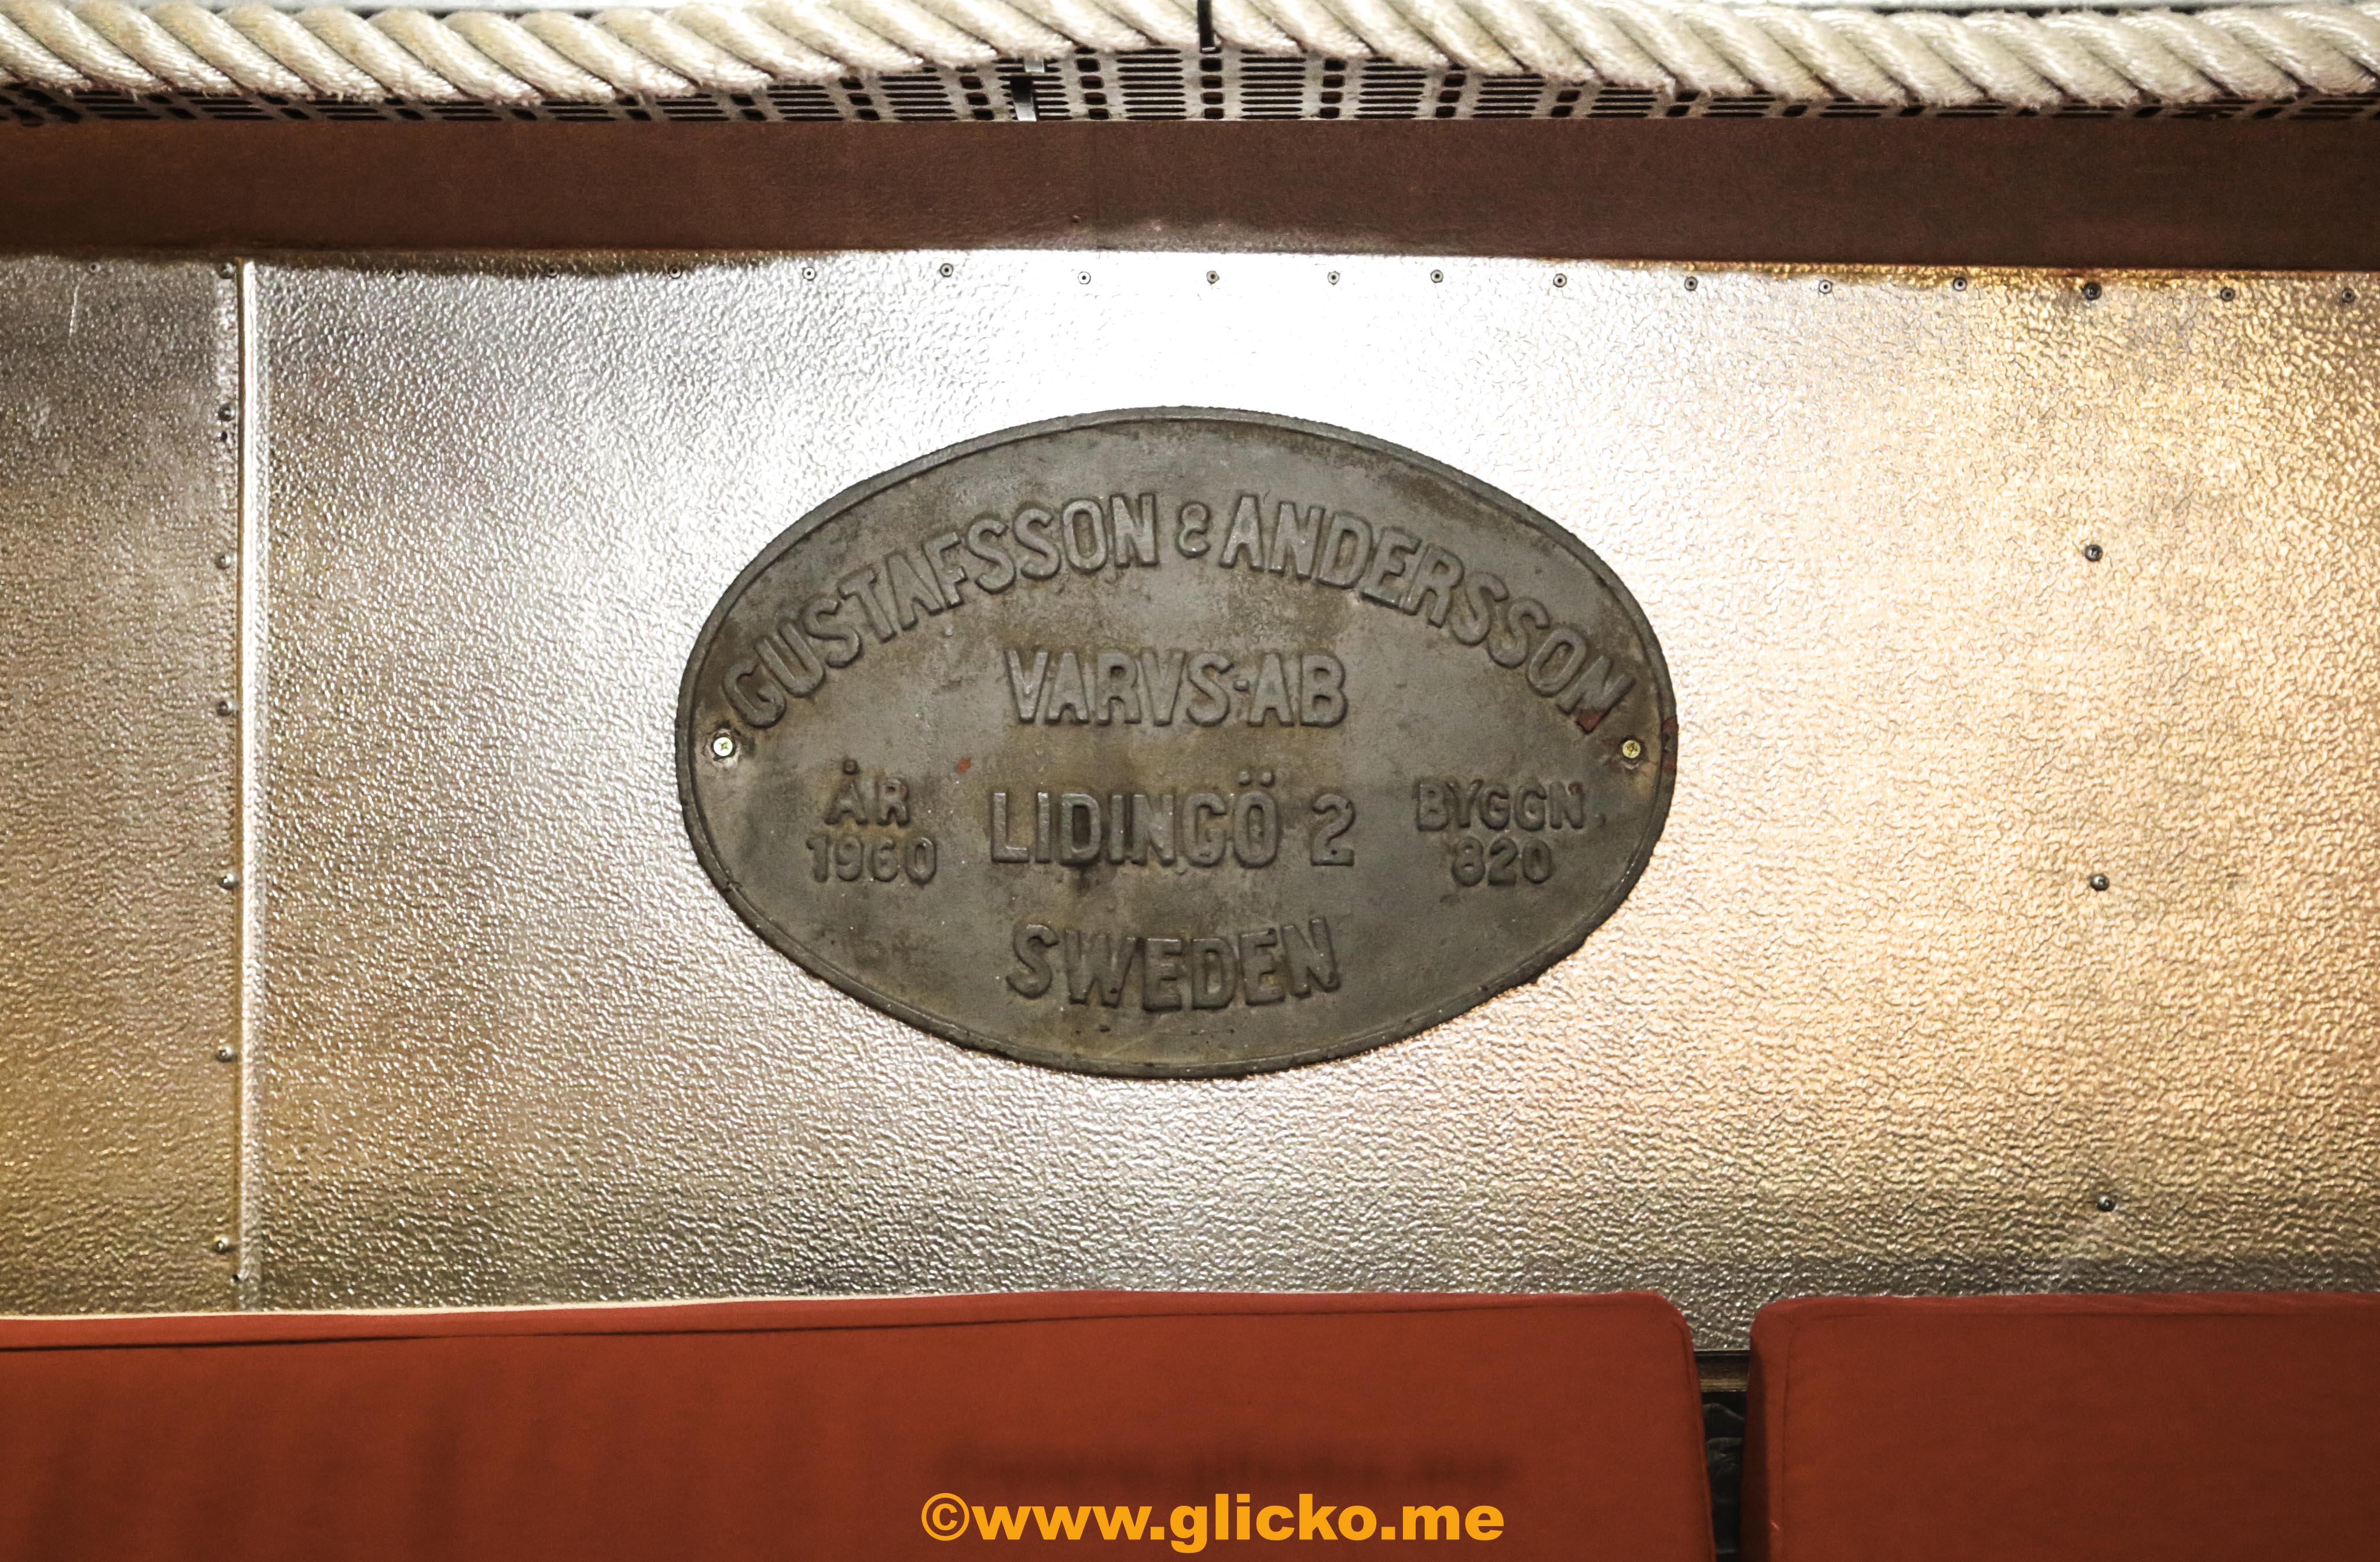 GUSTAFSSON & ANDERSSON
VARVS-AB
ÅR
1960
LIDINGÖ 2
BYGGN.
820
SWEDEN
©www.glicko.me